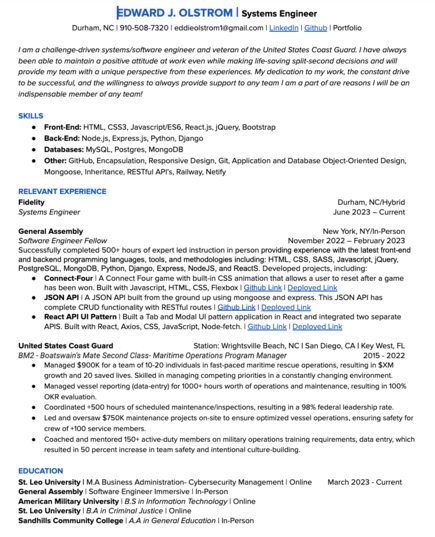 EDWARD J. OLSTROM | Systems Engineer
Durham, NC | 910-508-7320 | eddieolstrom1@gmail.com | LinkedIn | Github | Portfolio
I am a challenge-driven systems/software engineer and veteran of the United States Coast Guard. I have always
been able to maintain a positive attitude at work even while making life-saving split-second decisions and will
provide my team with a unique perspective from these experiences. My dedication to my work, the constant drive
to be successful, and the willingness to always provide support to any team I am a part of are reasons I will be an
indispensable member of any team!
SKILLS
● Front-End: HTML, CSS3, Javascript/ES6, React.js, jQuery, Bootstrap
● Back-End: Node.js, Express.js, Python, Django
● Databases: MySQL, Postgres, MongoDB
● Other: GitHub, Encapsulation, Responsive Design, Git, Application and Database Object-Oriented Design,
Mongoose, Inheritance, RESTful API's, Railway, Netify
RELEVANT EXPERIENCE
Fidelity Durham, NC/Hybrid
Systems Engineer June 2023 – Current
General Assembly New York, NY/In-Person
Software Engineer Fellow November 2022 – February 2023
Successfully completed 500+ hours of expert led instruction in person providing experience with the latest front-end
and backend programming languages, tools, and methodologies including: HTML, CSS, SASS, Javascript, jQuery,
PostgreSQL, MongoDB, Python, Django, Express, NodeJS, and ReactS. Developed projects, including:
● Connect-Four | A Connect Four game with built-in CSS animation that allows a user to reset after a game
has been won. Built with Javascript, HTML, CSS, Flexbox | Github Link | Deployed Link
● JSON API | A JSON API built from the ground up using mongoose and express. This JSON API has
complete CRUD functionality with RESTful routes | Github Link | Deployed Link
● React API UI Pattern | Built a Tab and Modal UI pattern application in React and integrated two separate
APIS. Built with React, Axios, CSS, JavaScript, Node-fetch. | Github Link | Deployed Link
United States Coast Guard Station: Wrightsville Beach, NC I San Diego, CA I Key West, FL
BM2 - Boatswain's Mate Second Class- Maritime Operations Program Manager 2015 - 2022
● Managed $900K for a team of 10-20 individuals in fast-paced maritime rescue operations, resulting in $XM
growth and 20 saved lives. Skilled in managing competing priorities in a constantly changing environment.
● Managed vessel reporting (data-entry) for 1000+ hours worth of operations and maintenance, resulting in 100%
OKR evaluation.
● Coordinated +500 hours of scheduled maintenance/inspections, resulting in a 98% federal leadership rate.
● Led and oversaw $750K maintenance projects on-site to ensure optimized vessel operations, ensuring safety for
crew of +100 service members.
● Coached and mentored 150+ active-duty members on military operations training requirements, data entry, which
resulted in 50 percent increase in team safety and intentional culture-building.
EDUCATION
St. Leo University | M.A Business Administration- Cybersecurity Management | Online March 2023 - Current
General Assembly | Software Engineer Immersive | In-Person
American Military University | B.S in Information Technology | Online
St. Leo University | B.A in Criminal Justice | Online
Sandhills Community College | A.A in General Education | In-Person